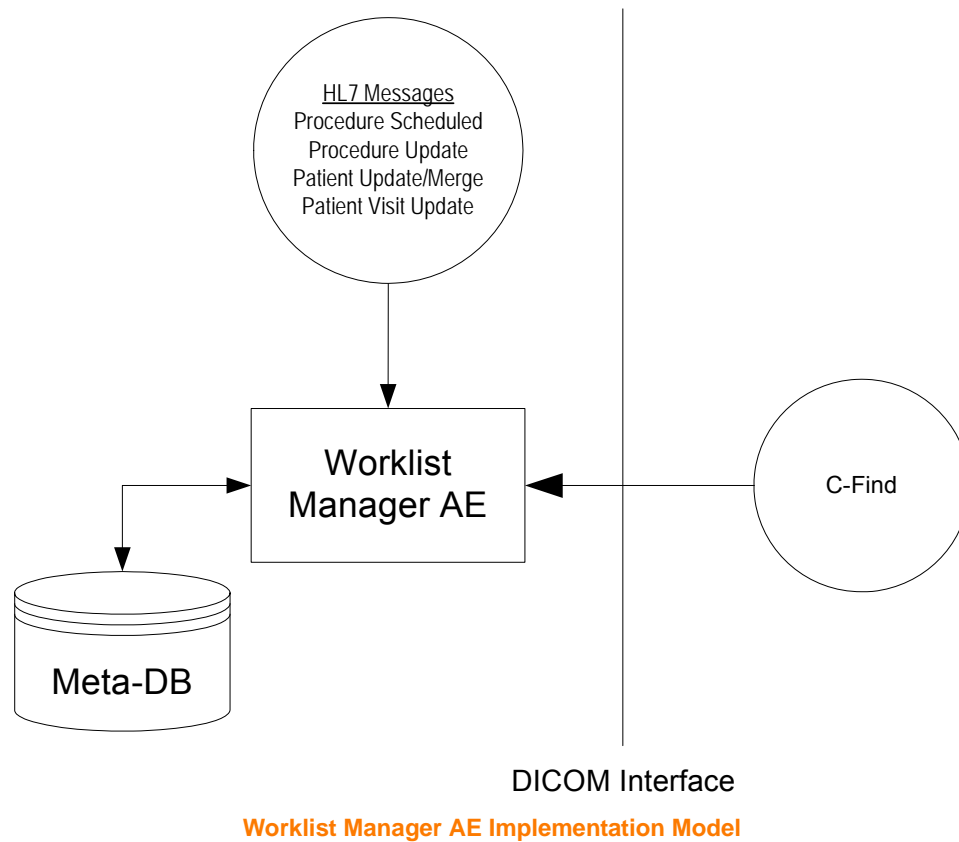 HL7 Messages
Procedure Scheduled
Procedure Update
Patient Update/Merge
Patient Visit Update
Worklist
Manager AE
C-Find
Meta-DB
DICOM Interface
Worklist Manager AE Implementation Model